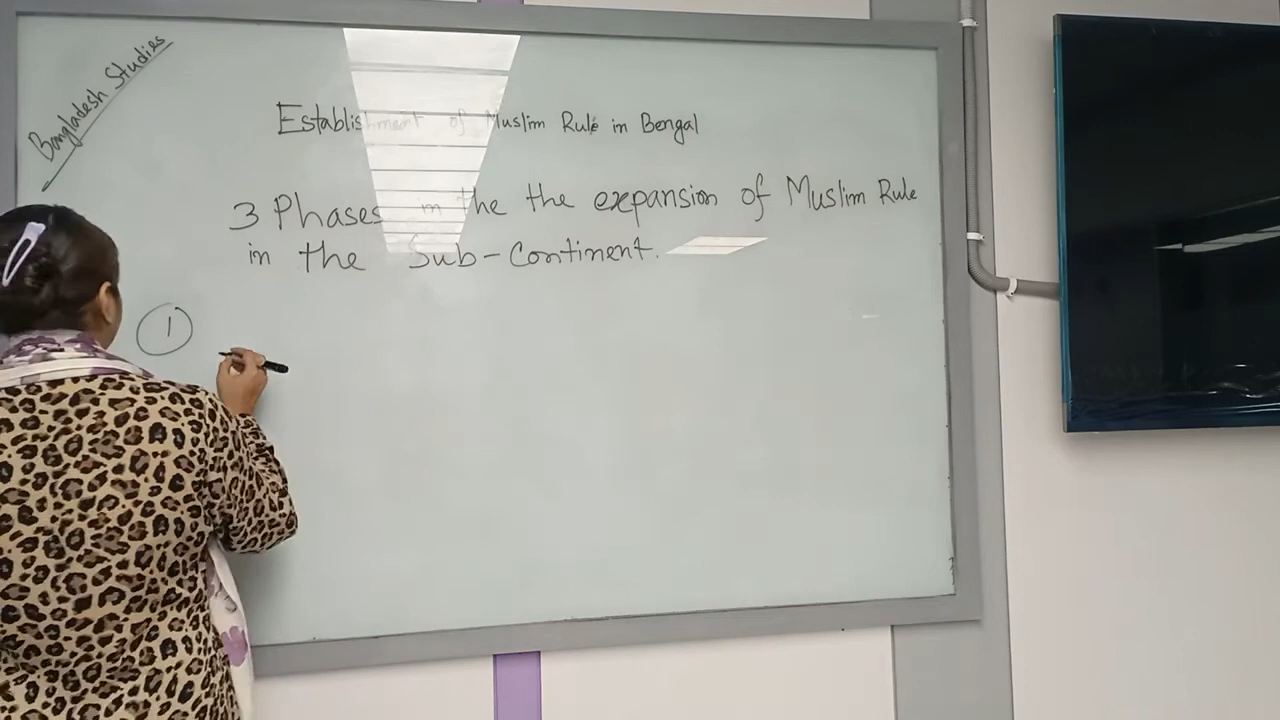 Bangladesh Studies
Establishment of Muslim Rule in Bengal
3 Phases in the the expansion of Muslim Rule
in the Sub-Continent.
1